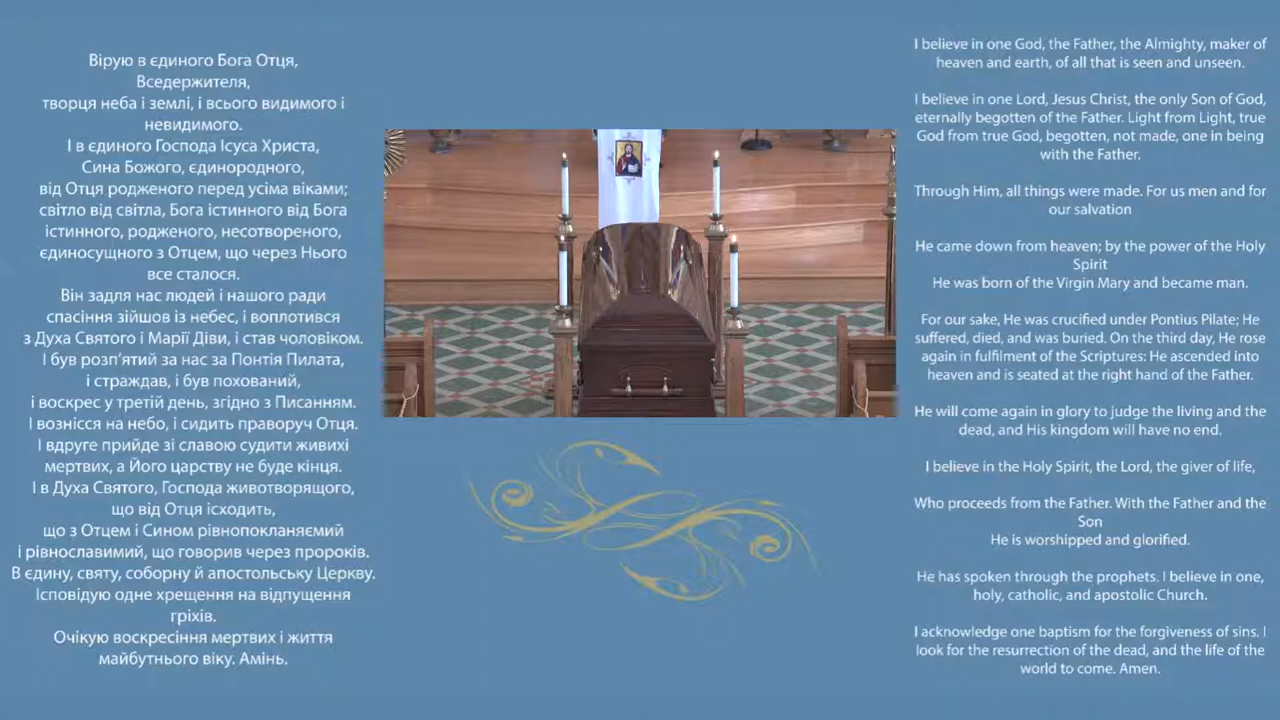 Вірую в єдиного Бога Отця,
Вседержителя,
творця неба і землі, і всього видимого і
невидимого.
І в єдиного Господа Ісуса Христа,
Сина Божого, єдинородного,
від Отця родженого перед усіма віками;
світло від світла, Бога істинного від Бога
істинного, родженого, несотвореного,
єдиносущного з Отцем, що через Нього
все сталося.
Він задля нас людей і нашого ради
спасіння зійшов із небес, і воплотився
з Духа Святого і Марії Діви, і став чоловіком.
І був розп'ятий за нас за Понтія Пилата,
і страждав, і був похований,
і воскрес у третій день, згідно з Писанням.
І вознісся на небо, і сидить праворуч Отця.
І вдруге прийде зі славою судити живихі
мертвих, а Його царству не буде кінця.
І в Духа Святого, Господа животворящого,
що від Отця ісходить,
що з Отцем і Сином рівнопокланяємий
і рівнославимий, що говорив через пророків.
В єдину, святу, соборну й апостольську Церкву.
Ісповідую одне хрещення на відпущення
гріхів.
Очікую воскресіння мертвих і життя
майбутнього віку. Амінь.
I believe in one God, the Father, the Almighty, maker of
heaven and earth, of all that is seen and unseen.
I believe in one Lord, Jesus Christ, the only Son of God,
eternally begotten of the Father. Light from Light, true
God from true God, begotten, not made, one in being
with the Father.
Through Him, all things were made. For us men and for
our salvation
He came down from heaven; by the power of the Holy
Spirit
He was born of the Virgin Mary and became man.
For our sake, He was crucified under Pontius Pilate; He
suffered, died, and was buried. On the third day, He rose
again in fulfilment of the Scriptures: He ascended into
heaven and is seated at the right hand of the Father.
He will come again in glory to judge the living and the
dead, and His kingdom will have no end.
I believe in the Holy Spirit, the Lord, the giver of life,
Who proceeds from the Father. With the Father and the
Son
He is worshipped and glorified.
He has spoken through the prophets. I believe in one,
holy, catholic, and apostolic Church.
I acknowledge one baptism for the forgiveness of sins. I
look for the resurrection of the dead, and the life of the
world to come. Amen.